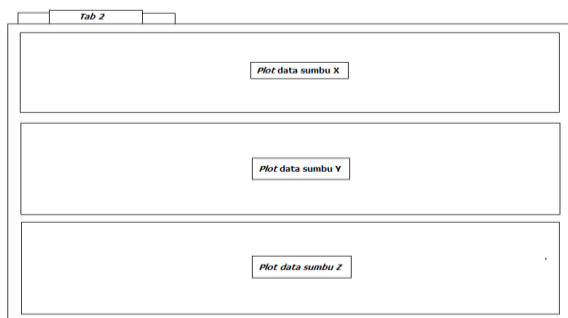 Tab 2
Plot data sumbu X
Plot data sumbu Y
Plot data sumbu Z